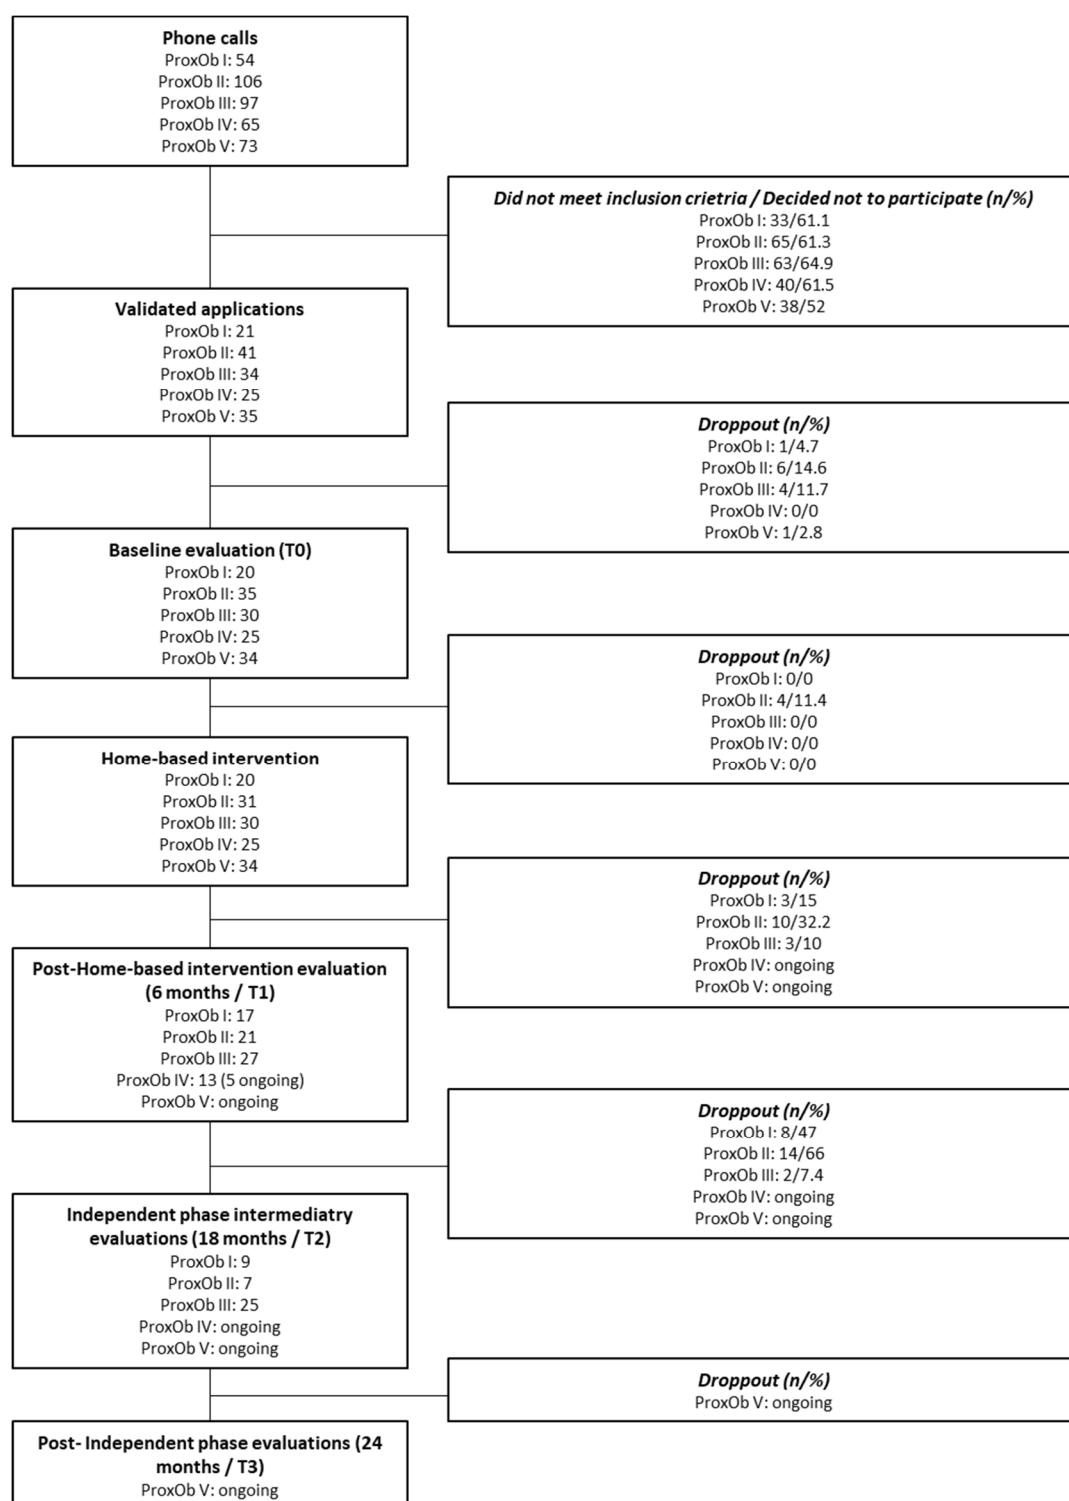 Phone calls
ProxOb I: 54
ProxOb II: 106
ProxOb III: 97
ProxOb IV: 65
ProxOb V: 73
Did not meet inclusion crietria / Decided not to participate (n/%)
ProxOb I: 33/61.1
ProxOb II: 65/61.3
ProxOb III: 63/64.9
ProxOb IV: 40/61.5
ProxOb V: 38/52
Validated applications
ProxOb I: 21
ProxOb II: 41
ProxOb III: 34
ProxOb IV: 25
ProxOb V: 35
Droppout (n/%)
ProxOb I: 1/4.7
ProxOb II: 6/14.6
ProxOb III: 4/11.7
ProxOb IV: 0/0
ProxOb V: 1/2.8
Baseline evaluation (T0)
ProxOb I: 20
ProxOb II: 35
ProxOb III: 30
ProxOb IV: 25
ProxOb V: 34
Droppout (n/%)
ProxOb I: 0/0
ProxOb II: 4/11.4
ProxOb III: 0/0
ProxOb IV: 0/0
ProxOb V: 0/0
Home-based intervention
ProxOb I: 20
ProxOb II: 31
ProxOb III: 30
ProxOb IV: 25
ProxOb V: 34
Droppout (n/%)
ProxOb I: 3/15
ProxOb II: 10/32.2
ProxOb III: 3/10
ProxOb IV: ongoing
ProxOb V: ongoing
Post-Home-based intervention evaluation
(6 months / T1)
ProxOb I: 17
ProxOb II: 21
ProxOb III: 27
ProxOb IV: 13 (5 ongoing)
ProxOb V: ongoing
Droppout (n/%)
ProxOb I: 8/47
ProxOb II: 14/66
ProxOb III: 2/7.4
ProxOb IV: ongoing
ProxOb V: ongoing
Independent phase intermediatry
evaluations (18 months / T2)
ProxOb I: 9
ProxOb II: 7
ProxOb III: 25
ProxOb IV: ongoing
ProxOb V: ongoing
Droppout (n/%)
ProxOb V: ongoing
Post- Independent phase evaluations (24
months / T3)
ProxOb V: ongoing